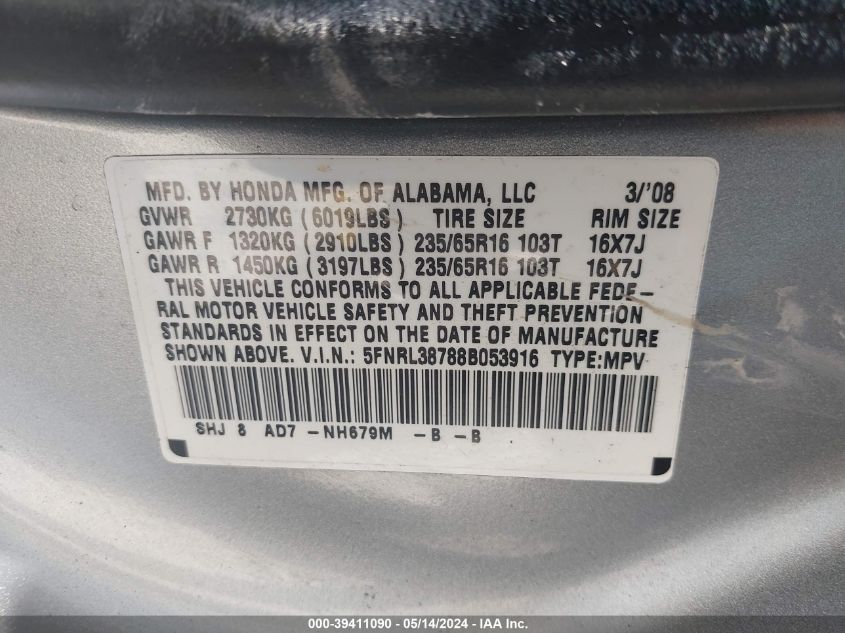 MFD. BY HONDA MFG. OF ALABAMA, LLC 3/'08
GVWR 2730KG (6019LBS) TIRE SIZE RIM SIZE
GAWR F 1320KG (2910LBS) 235/65R16 103T 16X7J
GAWR R 1450KG (3197LBS) 235/65R16 103T 16X7J
THIS VEHICLE CONFORMS TO ALL APPLICABLE FEDE-
RAL MOTOR VEHICLE SAFETY AND THEFT PREVENTION
STANDARDS IN EFFECT ON THE DATE OF MANUFACTURE
SHOWN ABOVE. V.I.N.: 5FNRL38788B053916 TYPE:MPV
SHJ 8 AD7 -NH679M -B -B
000-39411090 - 05/14/2024 - IAA Inc.